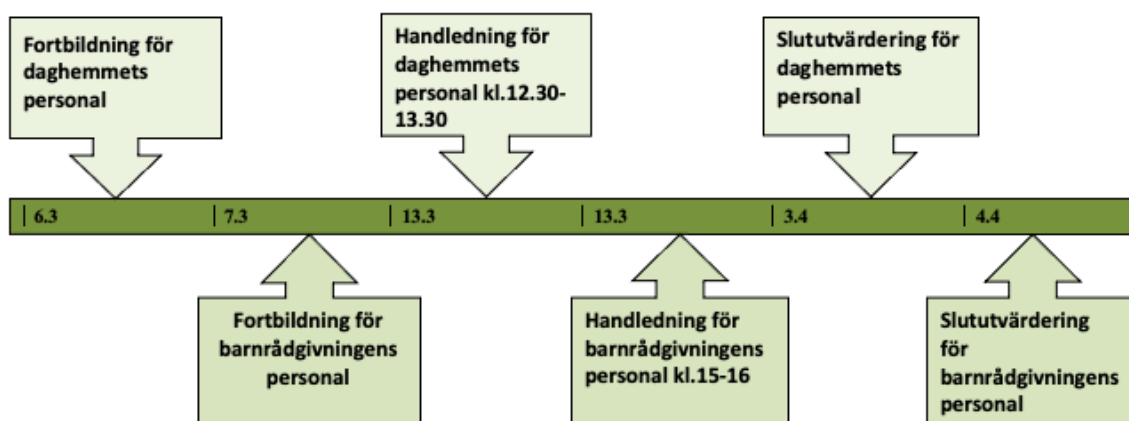 Fortbildning för
daghemmets
personal
Handledning för
daghemmets
personal kl.12.30-
13.30
Slututvärdering för
daghemmets
personal
6.3
7.3
13.3
13.3
3.4
4.4
Fortbildning för
barnrådgivningens
personal
Handledning för
barnrådgivningens
personal kl.15-16
Slututvärdering
för
barnrådgivningens
personal